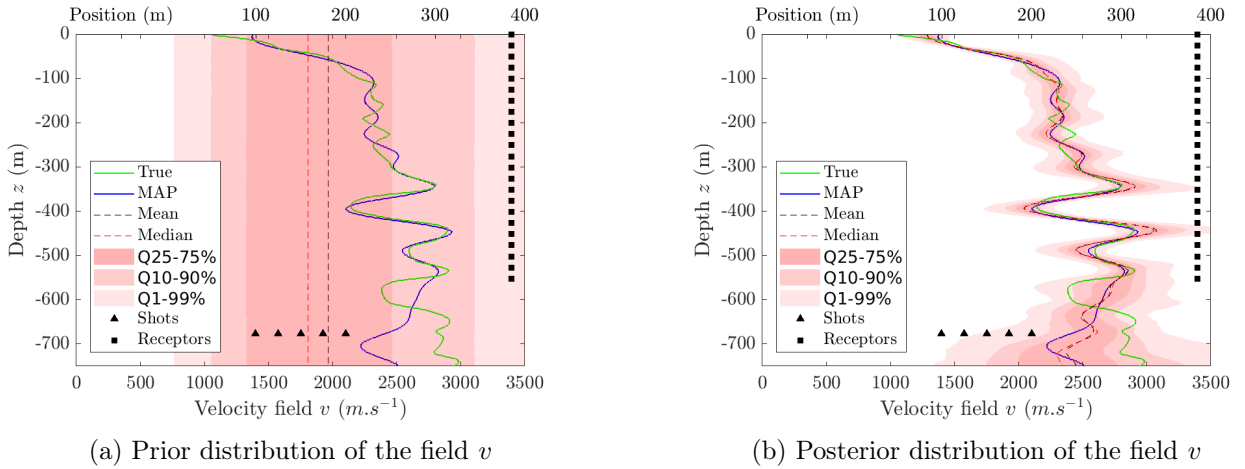 Position (m) 100 200 300 400
0
-100
-200
-300
-400
-500
-600
-700
Depth z (m)
True
MAP
Mean
Median
Q25-75%
Q10-90%
Q1-99%
Shots
Receptors
0 500 1000 1500 2000 2500 3000 3500
Velocity field v (m.s⁻¹)
(a) Prior distribution of the field v
Position (m) 100 200 300 400
0
-100
-200
-300
-400
-500
-600
-700
Depth z (m)
True
MAP
Mean
Median
Q25-75%
Q10-90%
Q1-99%
Shots
Receptors
0 500 1000 1500 2000 2500 3000 3500
Velocity field v (m.s⁻¹)
(b) Posterior distribution of the field v